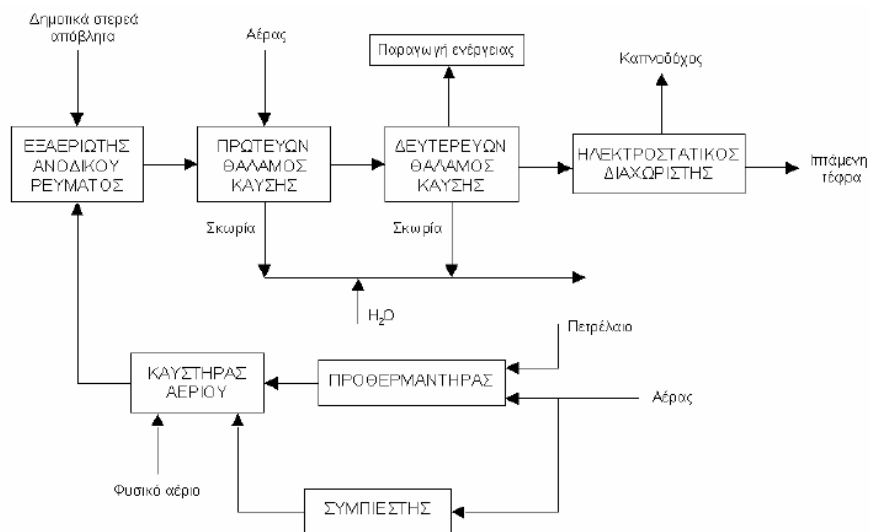 Δημοτικά στερεά
απόβλητα
Αέρας
Παραγωγή ενέργειας
Καπνοδόχος
ΕΞΑΕΡΙΩΤΗΣ
ΑΝΟΔΙΚΟΥ
ΡΕΥΜΑΤΟΣ
ΠΡΩΤΕΥΩΝ
ΘΑΛΑΜΟΣ
ΚΑΥΣΗΣ
ΔΕΥΤΕΡΕΥΩΝ
ΘΑΛΑΜΟΣ
ΚΑΥΣΗΣ
ΗΛΕΚΤΡΟΣΤΑΤΙΚΟΣ
ΔΙΑΧΩΡΙΣΤΗΣ
Ιπτάμενη
τέφρα
Σκωρία
Σκωρία
H₂O
Πετρέλαιο
ΚΑΥΣΤΗΡΑΣ
ΑΕΡΙΟΥ
ΠΡΟΘΕΡΜΑΝΤΗΡΑΣ
Αέρας
Φυσικό αέριο
ΣΥΜΠΙΕΣΤΗΣ